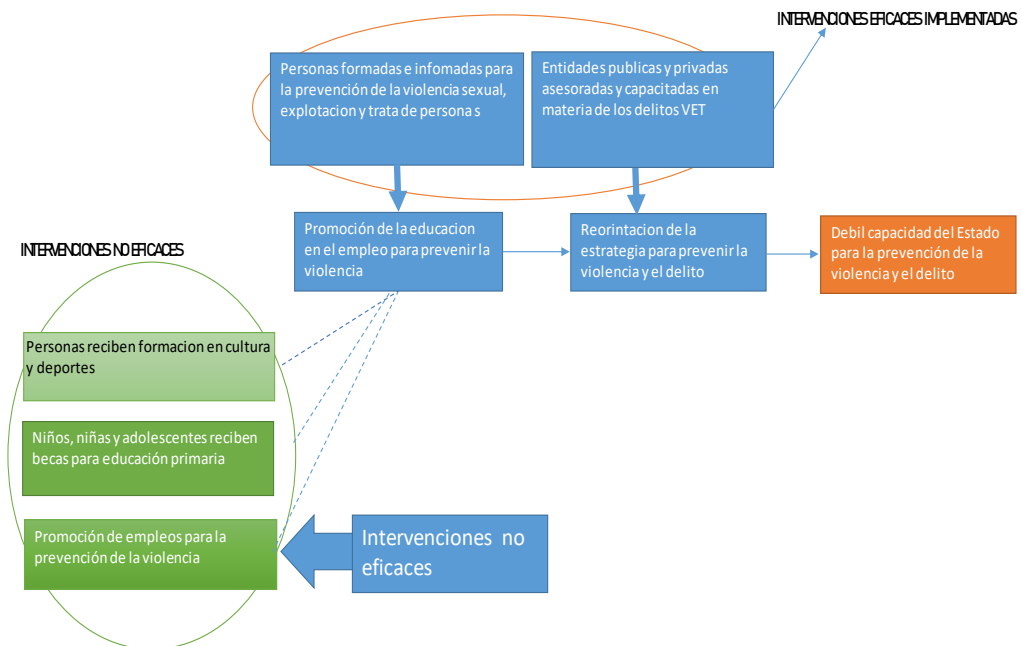 INTERVENCIONES EFICACES IMPLEMENTADAS
Personas formadas e infomadas para
la prevención de la violencia sexual,
explotacion y trata de personas
Entidades publicas y privadas
asesoradas y capacitadas en
materia de los delitos VET
Promoción de la educacion
en el empleo para prevenir la
violencia
Reorintacion de la
estrategia para prevenir la
violencia y el delito
Debil capacidad del Estado
para la prevención de la
violencia y el delito
INTERVENCIONES NO EFICACES
Personas reciben formacion en cultura
y deportes
Niños, niñas y adolescentes reciben
becas para educación primaria
Promoción de empleos para la
prevención de la violencia
Intervenciones no
eficaces